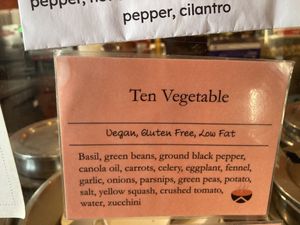 pepper,
pepper, cilantro
Ten Vegetable
Vegan, Gluten Free, Low Fat
Basil, green beans, ground black pepper,
canola oil, carrots, celery, eggplant, fennel,
garlic, onions, parsnips, green peas, potato,
salt, yellow squash, crushed tomato,
water, zucchini